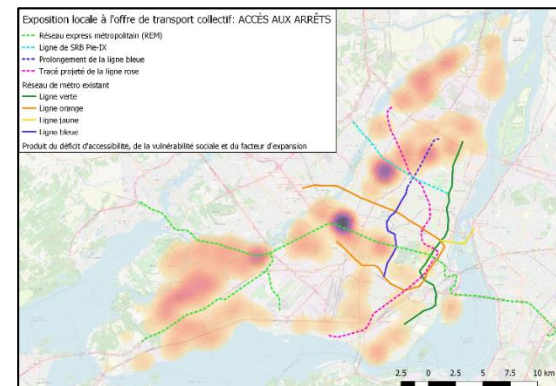 Exposition locale à l'offre de transport collectif: ACCÈS AUX ARRÊTS
Réseau express métropolitain (REM)
Ligne de SRB Pie-IX
Prolongement de la ligne bleue
Tracé projeté de la ligne rose
Réseau de métro existant
Ligne verte
Ligne orange
Ligne jaune
Ligne bleue
Produit du déficit d'accessibilité, de la vulnérabilité sociale et du facteur d'expansion
2.5 0 2.5 5 7.5 10 km